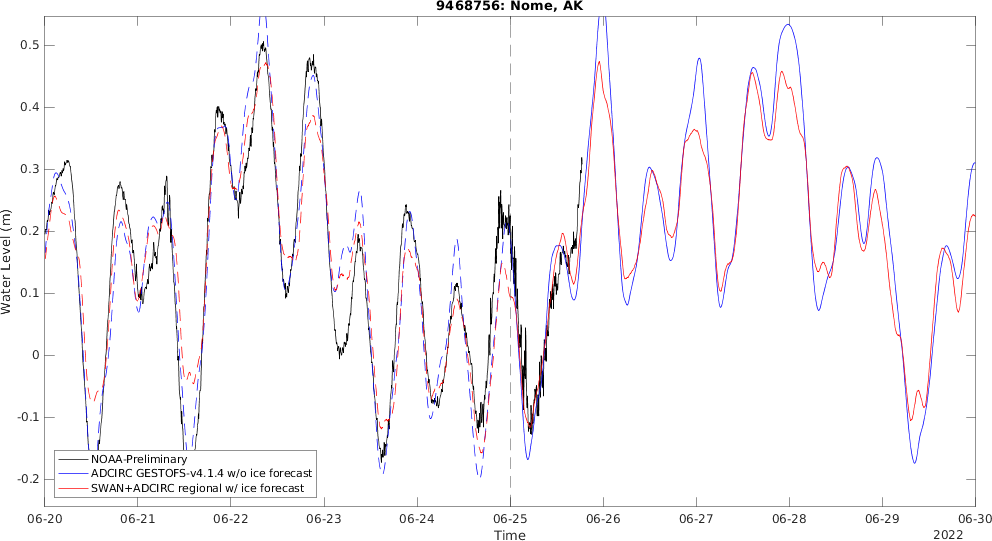 9468756: Nome, AK
Water Level (m)
0.5
0.4
0.3
0.2
0.1
0
-0.1
-0.2
NOAA-Preliminary
ADCIRC GESTOFS-v4.1.4 w/o ice forecast
SWAN+ADCIRC regional w/ ice forecast
06-20 06-21 06-22 06-23 06-24 06-25 06-26 06-27 06-28 06-29 06-30
Time
2022